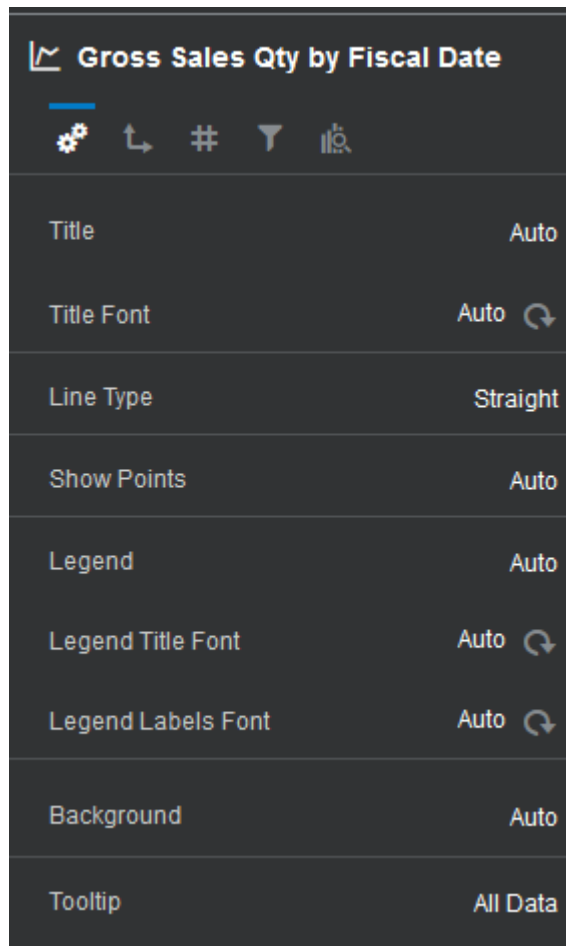 Gross Sales Qty by Fiscal Date
Title Auto
Title Font Auto
Line Type Straight
Show Points Auto
Legend Auto
Legend Title Font Auto
Legend Labels Font Auto
Background Auto
Tooltip All Data